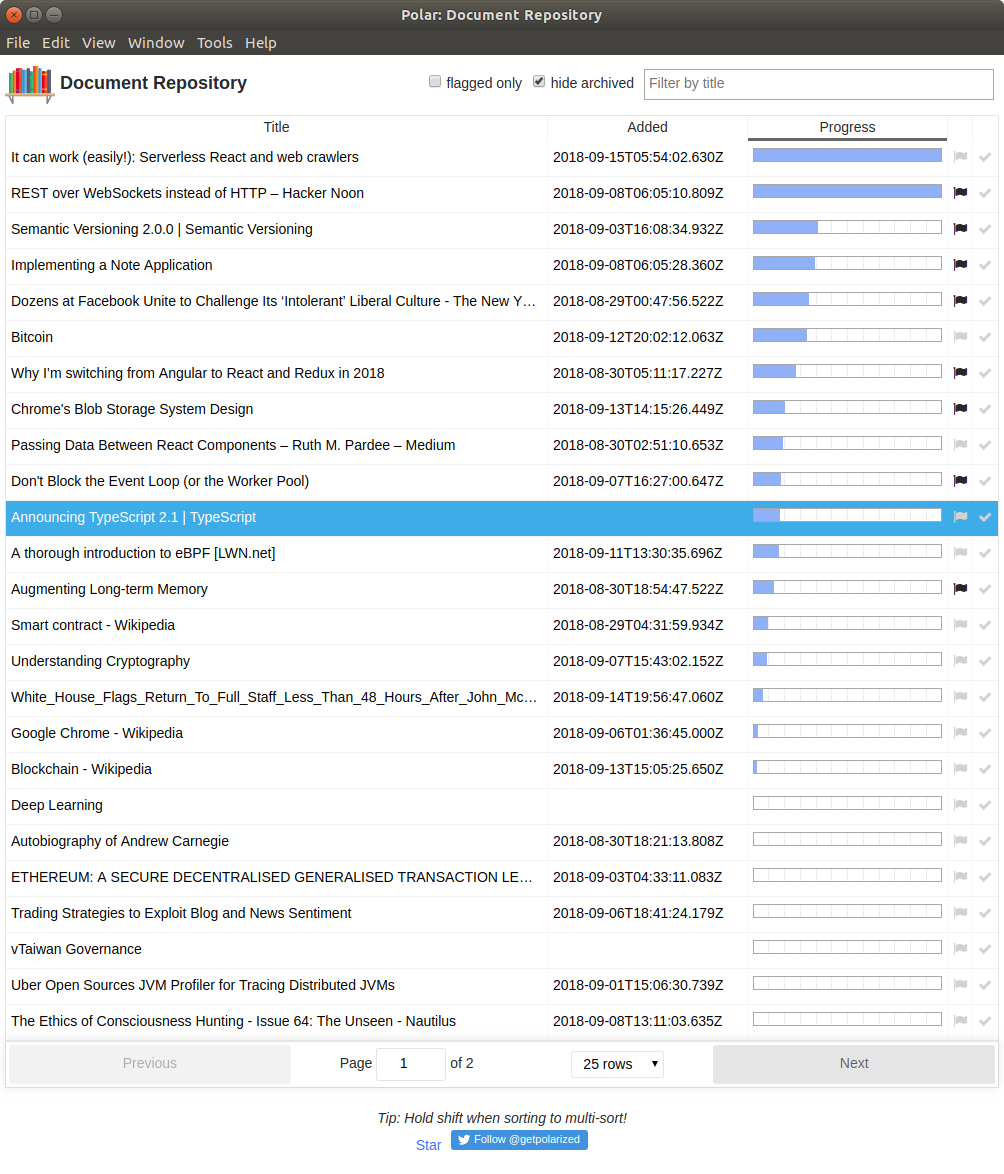 Polar: Document Repository
File Edit View Window Tools Help
Document Repository flagged only hide archived Filter by title
Title Added Progress
It can work (easily!): Serverless React and web crawlers 2018-09-15T05:54:02.630Z
REST over WebSockets instead of HTTP – Hacker Noon 2018-09-08T06:05:10.809Z
Semantic Versioning 2.0.0 | Semantic Versioning 2018-09-03T16:08:34.932Z
Implementing a Note Application 2018-09-08T06:05:28.360Z
Dozens at Facebook Unite to Challenge Its ‘Intolerant’ Liberal Culture - The New Y… 2018-08-29T00:47:56.522Z
Bitcoin 2018-09-12T20:02:12.063Z
Why I’m switching from Angular to React and Redux in 2018 2018-08-30T05:11:17.227Z
Chrome's Blob Storage System Design 2018-09-13T14:15:26.449Z
Passing Data Between React Components – Ruth M. Pardee – Medium 2018-08-30T02:51:10.653Z
Don't Block the Event Loop (or the Worker Pool) 2018-09-07T16:27:00.647Z
Announcing TypeScript 2.1 | TypeScript
A thorough introduction to eBPF [LWN.net] 2018-09-11T13:30:35.696Z
Augmenting Long-term Memory 2018-08-30T18:54:47.522Z
Smart contract - Wikipedia 2018-08-29T04:31:59.934Z
Understanding Cryptography 2018-09-07T15:43:02.152Z
White_House_Flags_Return_To_Full_Staff_Less_Than_48_Hours_After_John_Mc… 2018-09-14T19:56:47.060Z
Google Chrome - Wikipedia 2018-09-06T01:36:45.000Z
Blockchain - Wikipedia 2018-09-13T15:05:25.650Z
Deep Learning
Autobiography of Andrew Carnegie 2018-08-30T18:21:13.808Z
ETHEREUM: A SECURE DECENTRALISED GENERALISED TRANSACTION LE… 2018-09-03T04:33:11.083Z
Trading Strategies to Exploit Blog and News Sentiment 2018-09-06T18:41:24.179Z
vTaiwan Governance
Uber Open Sources JVM Profiler for Tracing Distributed JVMs 2018-09-01T15:06:30.739Z
The Ethics of Consciousness Hunting - Issue 64: The Unseen - Nautilus 2018-09-08T13:11:03.635Z
Previous Page 1 of 2 25 rows Next
Tip: Hold shift when sorting to multi-sort!
Star Follow @getpolarized